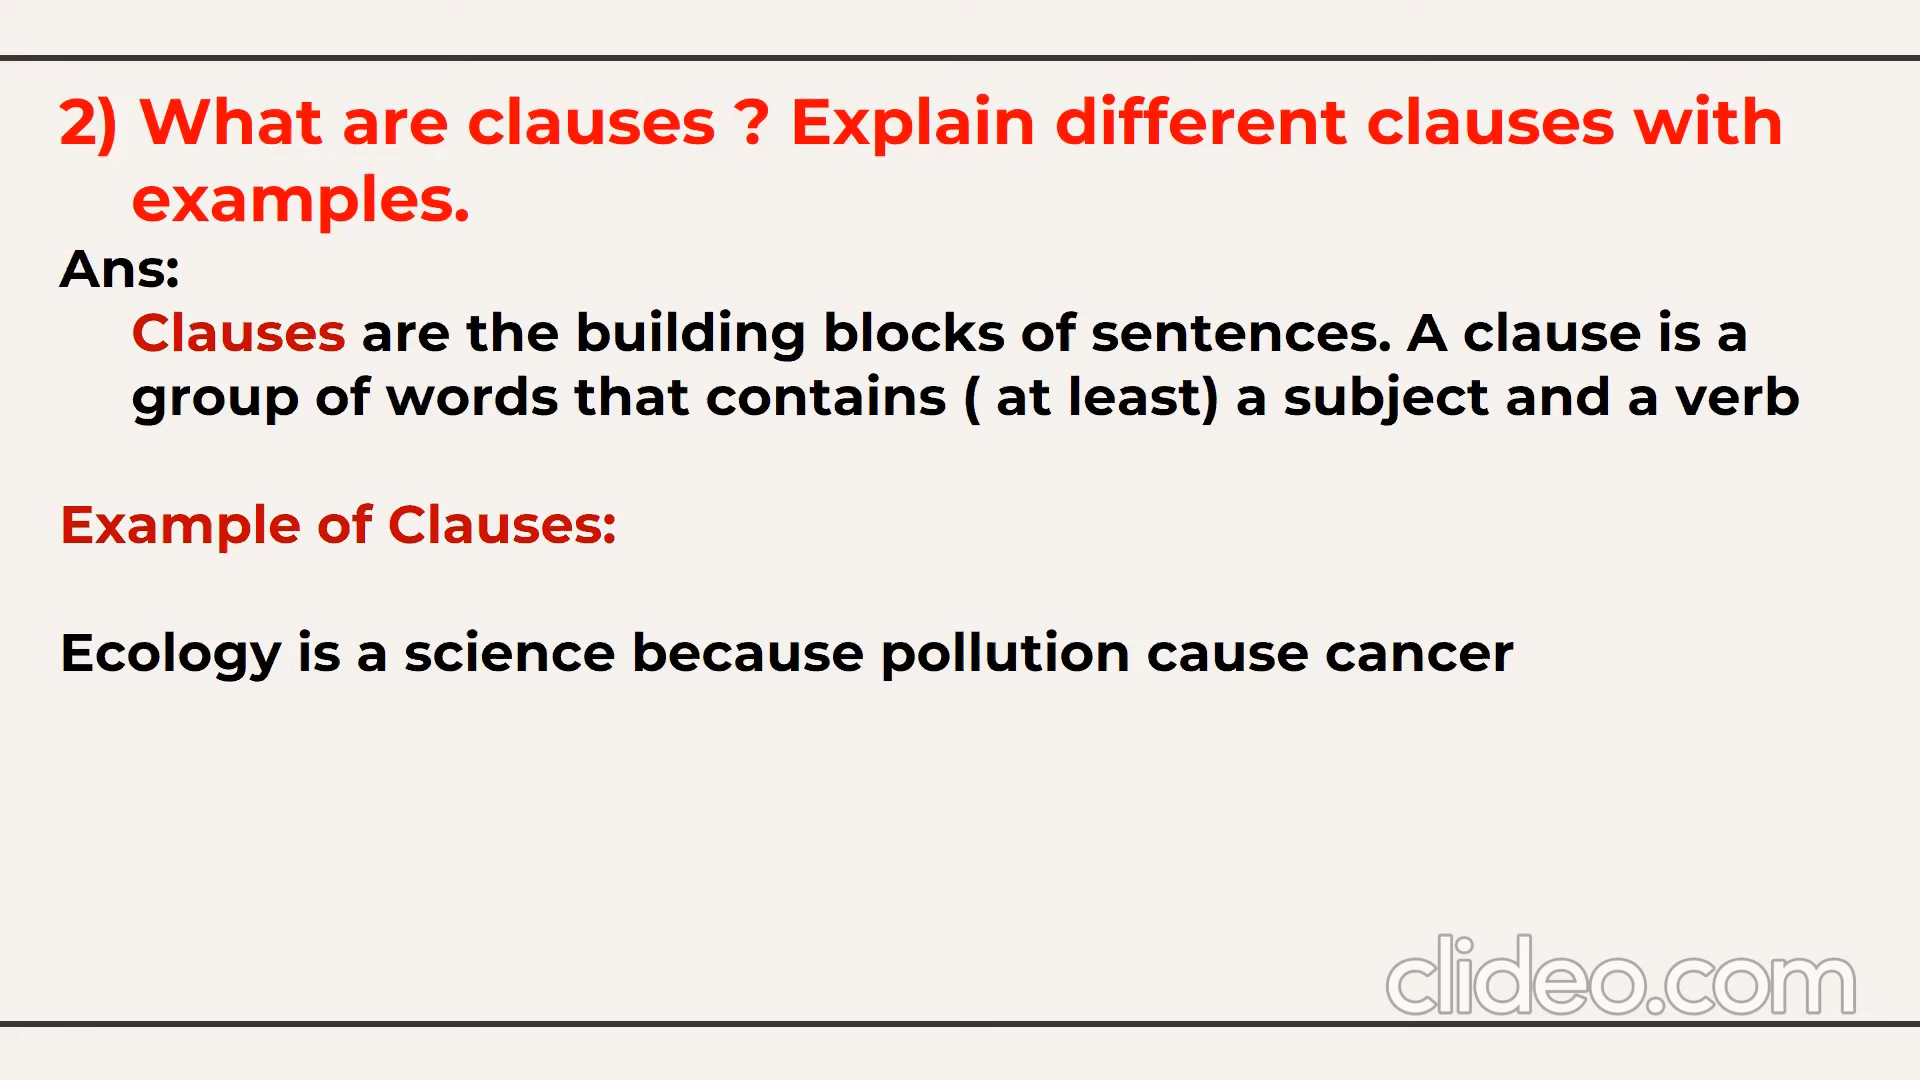 2) What are clauses ? Explain different clauses with
examples.
Ans:
Clauses are the building blocks of sentences. A clause is a
group of words that contains ( at least) a subject and a verb
Example of Clauses:
Ecology is a science because pollution cause cancer
clideo.com